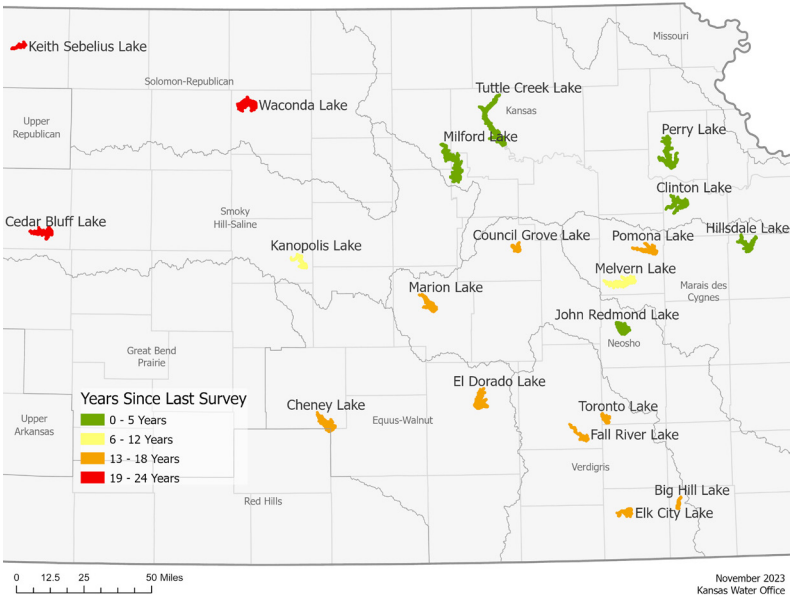 Missouri
Keith Sebelius Lake
Solomon-Republican
Tuttle Creek Lake
Waconda Lake
Kansas
Upper
Republican
Milford Lake
Perry Lake
Clinton Lake
Cedar Bluff Lake
Smoky
Hill-Saline
Kanopolis Lake
Council Grove Lake
Pomona Lake
Hillsdale Lake
Melvern Lake
Marion Lake
Marais des
Cygnes
John Redmond Lake
Neosho
Great Bend
Prairie
El Dorado Lake
Years Since Last Survey
0 - 5 Years
6 - 12 Years
13 - 18 Years
19 - 24 Years
Upper
Arkansas
Cheney Lake
Equus-Walnut
Toronto Lake
Fall River Lake
Verdigris
Red Hills
Big Hill Lake
Elk City Lake
0 12.5 25 50 Miles
November 2023
Kansas Water Office